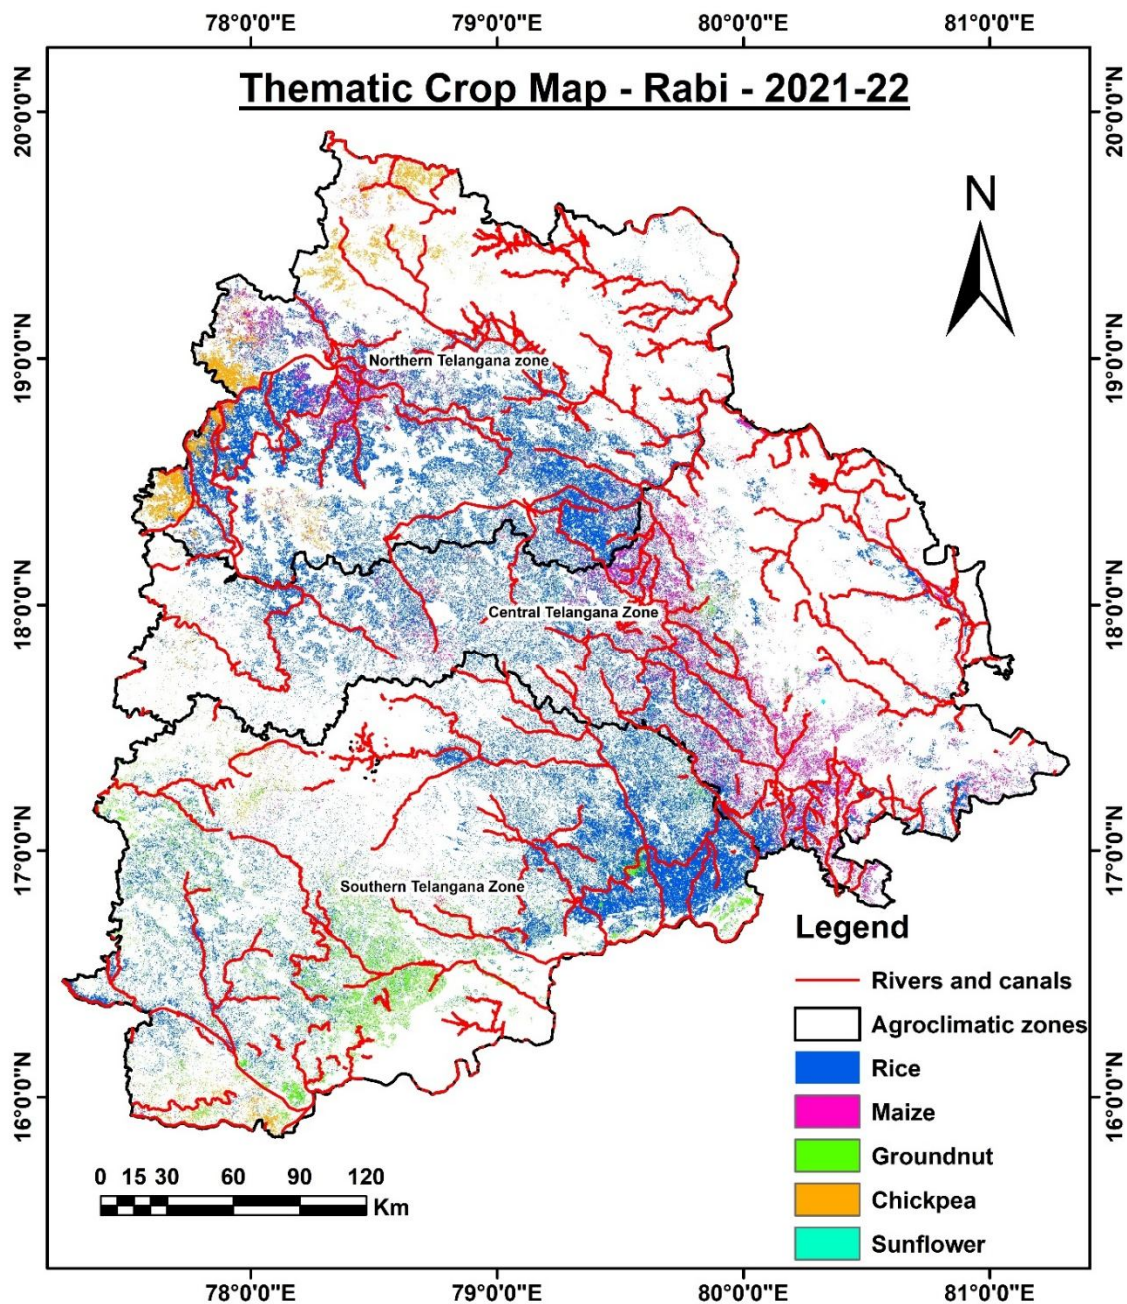 78°0'0"E 79°0'0"E 80°0'0"E 81°0'0"E
Thematic Crop Map - Rabi - 2021-22
20°0'0"N 20°0'0"N
N
19°0'0"N 19°0'0"N
Northern Telangana zone
18°0'0"N 18°0'0"N
Central Telangana Zone
17°0'0"N 17°0'0"N
Southern Telangana Zone
16°0'0"N 16°0'0"N
Legend
Rivers and canals
Agroclimatic zones
Rice
Maize
Groundnut
Chickpea
Sunflower
0 15 30 60 90 120
Km
78°0'0"E 79°0'0"E 80°0'0"E 81°0'0"E